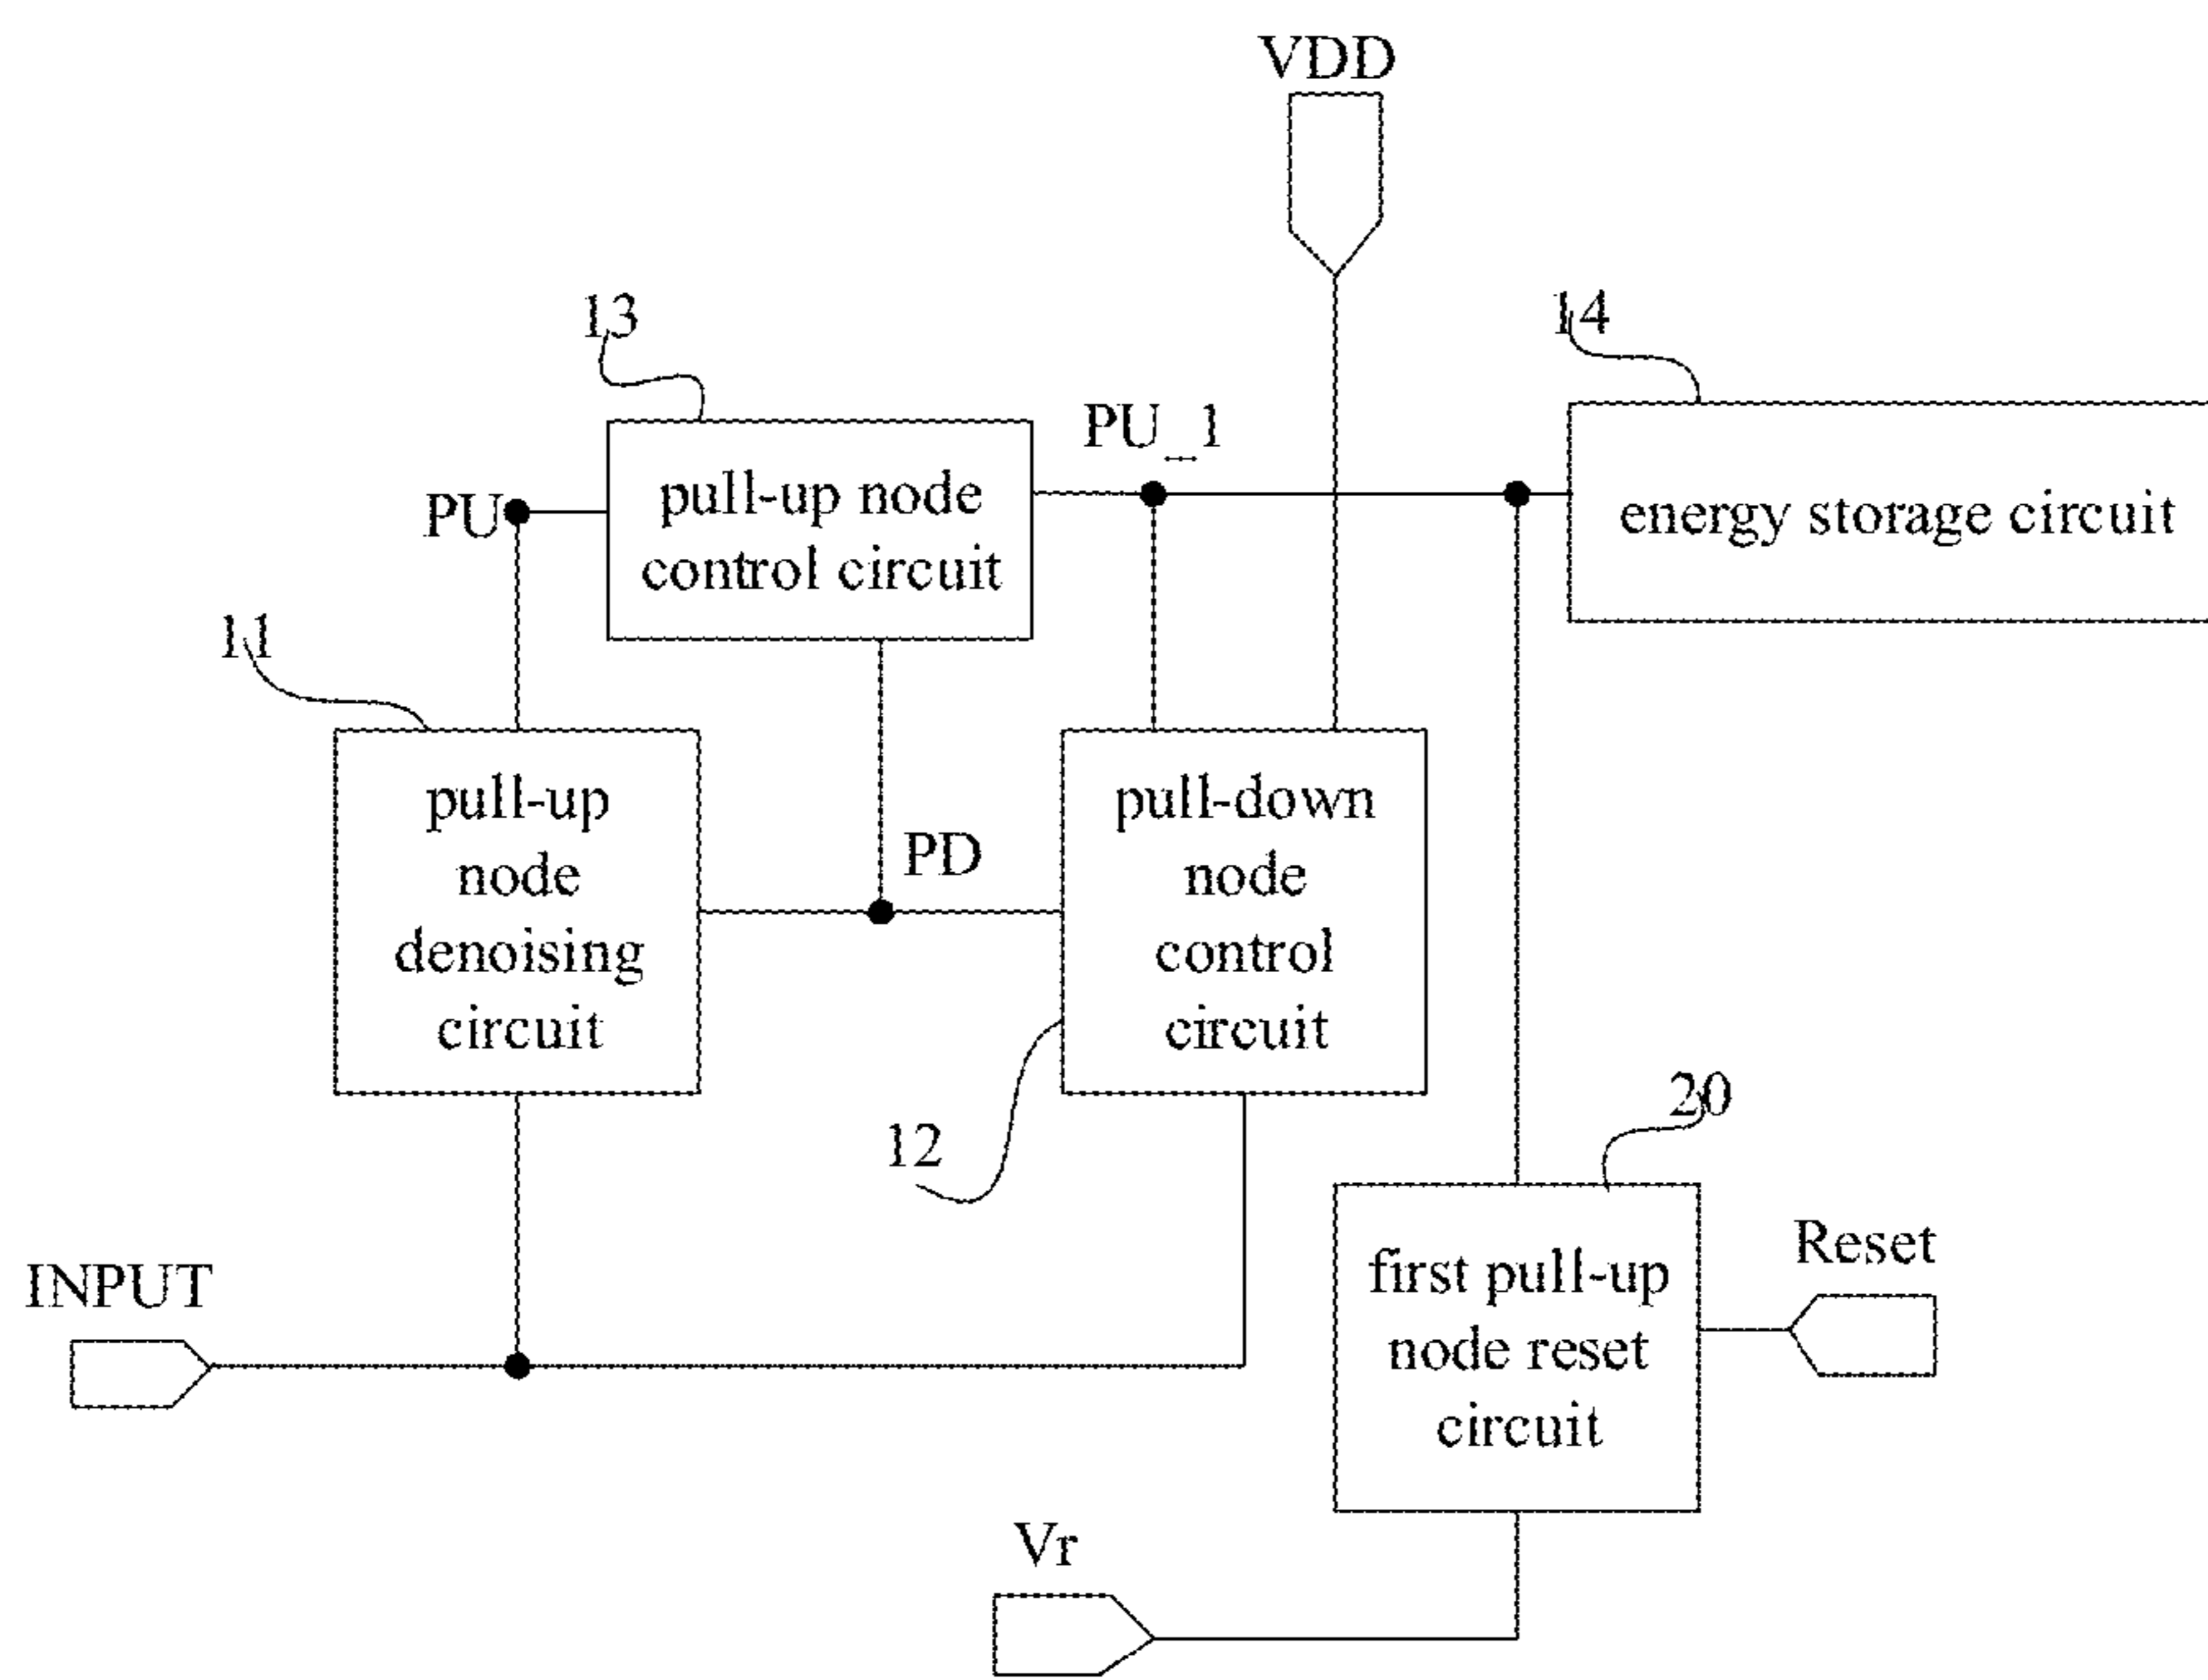 VDD
13
14
PU_1
PU
pull-up node
control circuit
energy storage circuit
11
pull-up
node
denoising
circuit
PD
pull-down
node
control
circuit
12
20
INPUT
first pull-up
node reset
circuit
Reset
Vr